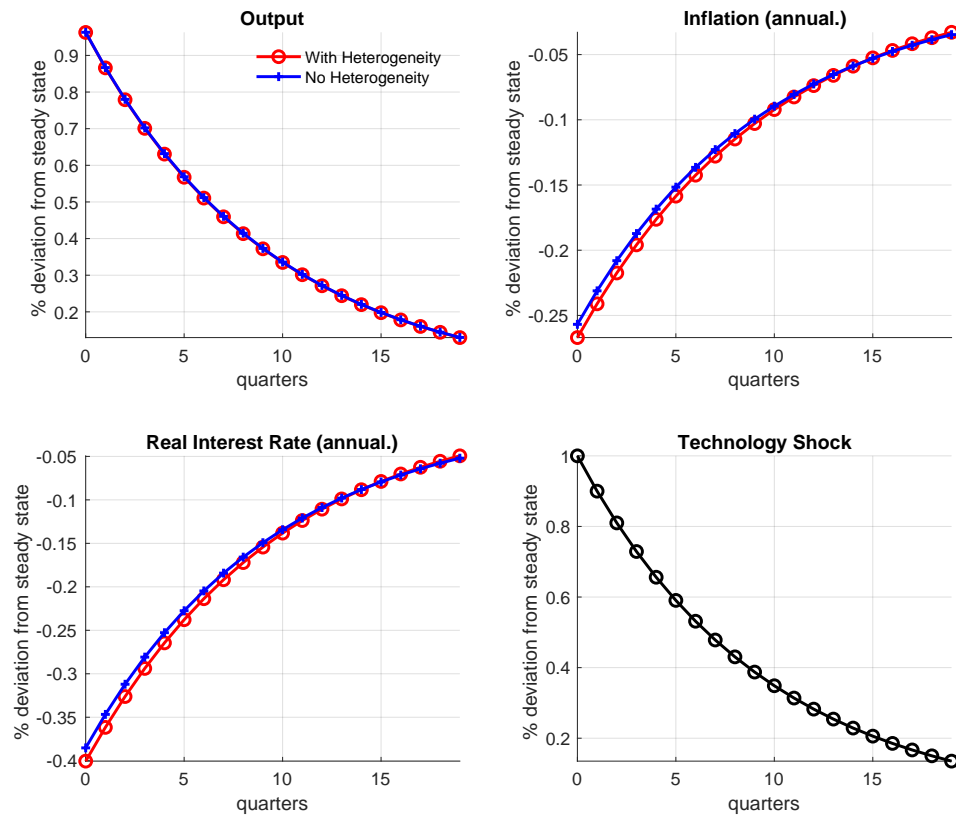 Output
% deviation from steady state
0.9
0.8
0.7
0.6
0.5
0.4
0.3
0.2
With Heterogeneity
No Heterogeneity
0 5 10 15
quarters
Inflation (annual.)
% deviation from steady state
-0.05
-0.1
-0.15
-0.2
-0.25
0 5 10 15
quarters
Real Interest Rate (annual.)
% deviation from steady state
-0.05
-0.1
-0.15
-0.2
-0.25
-0.3
-0.35
-0.4
0 5 10 15
quarters
Technology Shock
% deviation from steady state
1
0.8
0.6
0.4
0.2
0 5 10 15
quarters